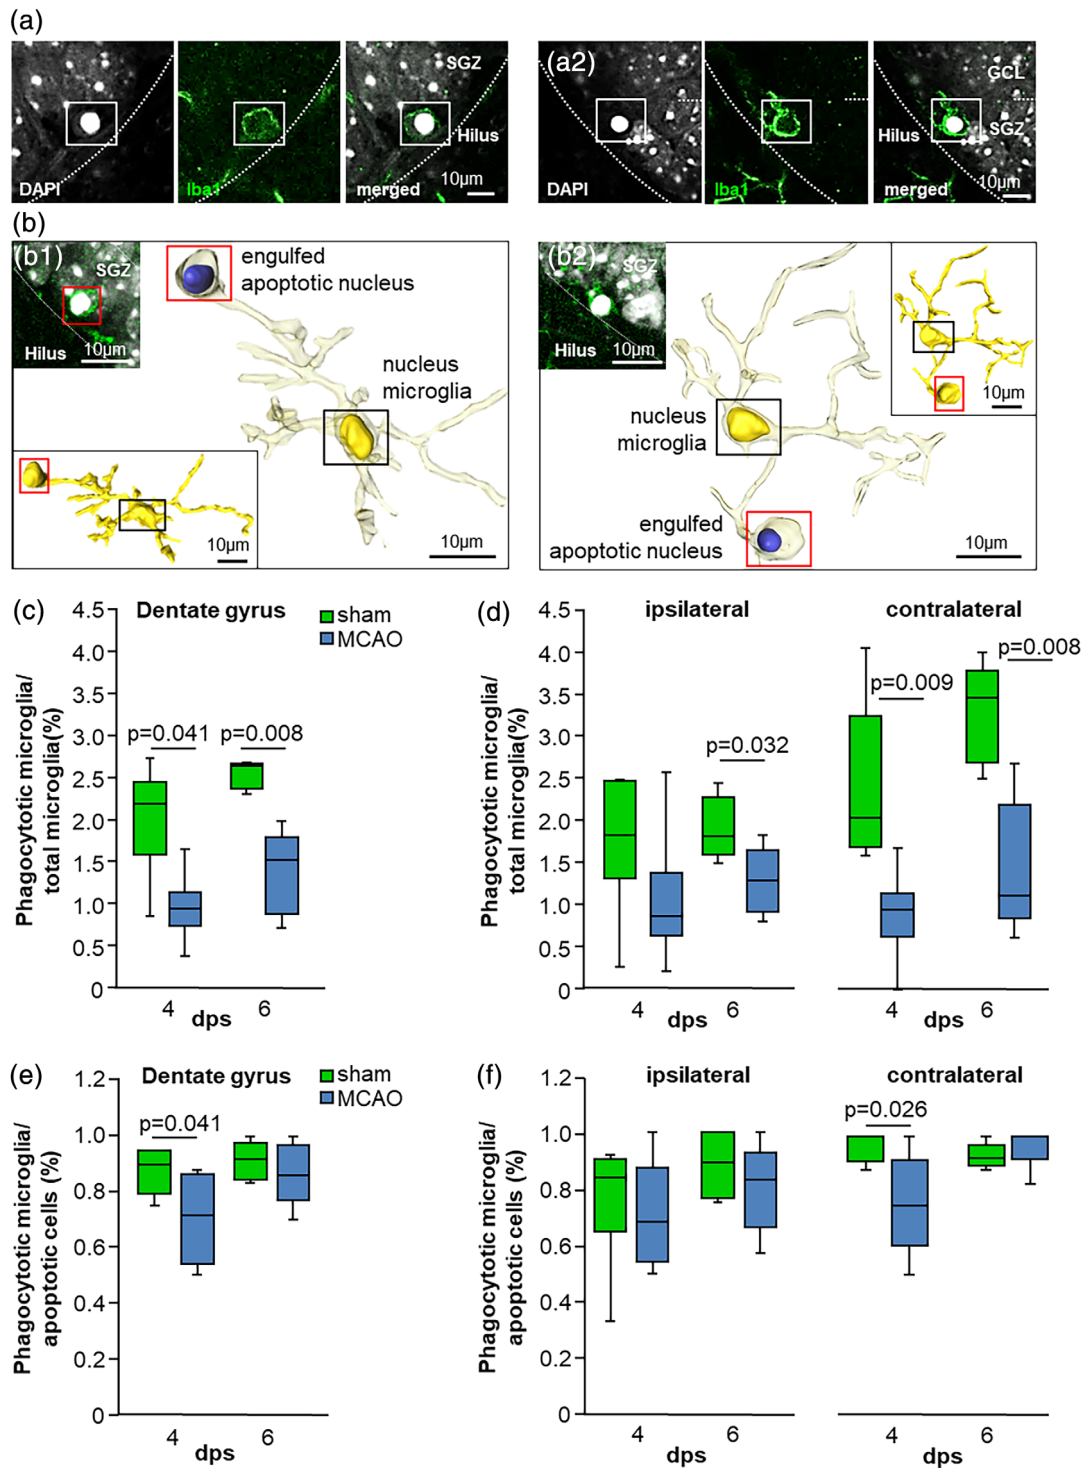 (a)
SGZ
Hilus
DAPI
Iba1
merged
10μm
(a2)
GCL
Hilus
SGZ
DAPI
Iba1
merged
10μm
(b)
(b1)
SGZ
Hilus
10μm
engulfed
apoptotic nucleus
nucleus
microglia
10μm
10μm
(b2)
SGZ
Hilus
10μm
nucleus
microglia
engulfed
apoptotic nucleus
10μm
10μm
(c)
Dentate gyrus
sham
MCAO
Phagocytotic microglia/
total microglia(%)
4.5
4.0
3.5
3.0
2.5
2.0
1.5
1.0
0.5
0
p=0.041
p=0.008
4
6
dps
(d)
ipsilateral
contralateral
Phagocytotic microglia/
total microglia(%)
4.5
4.0
3.5
3.0
2.5
2.0
1.5
1.0
0.5
0
p=0.032
p=0.009
p=0.008
4
6
dps
4
6
dps
(e)
Dentate gyrus
sham
MCAO
Phagocytotic microglia/
apoptotic cells (%)
1.2
1.0
0.8
0.6
0.4
0.2
0
p=0.041
4
6
dps
(f)
ipsilateral
contralateral
Phagocytotic microglia/
apoptotic cells (%)
1.2
1.0
0.8
0.6
0.4
0.2
0
p=0.026
4
6
dps
4
6
dps